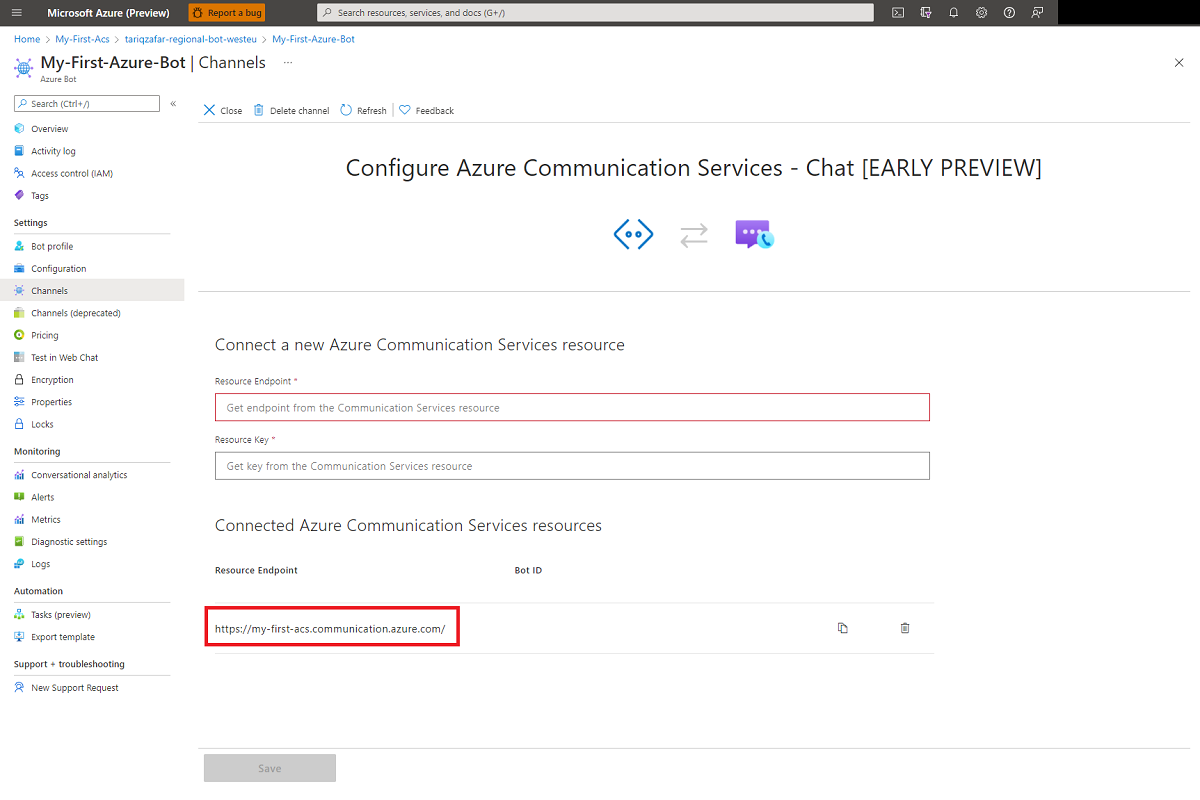 Microsoft Azure (Preview)
Report a bug
Search resources, services, and docs (G+/)
Home > My-First-Acs > tariqzafar-regional-bot-westeu > My-First-Azure-Bot
My-First-Azure-Bot | Channels ...
Azure Bot
Search (Ctrl+/)
«
Overview
Activity log
Access control (IAM)
Tags
Settings
Bot profile
Configuration
Channels
Channels (deprecated)
Pricing
Test in Web Chat
Encryption
Properties
Locks
Monitoring
Conversational analytics
Alerts
Metrics
Diagnostic settings
Logs
Automation
Tasks (preview)
Export template
Support + troubleshooting
New Support Request
Close
Delete channel
Refresh
Feedback
Configure Azure Communication Services - Chat [EARLY PREVIEW]
Connect a new Azure Communication Services resource
Resource Endpoint *
Get endpoint from the Communication Services resource
Resource Key *
Get key from the Communication Services resource
Connected Azure Communication Services resources
Resource Endpoint Bot ID
https://my-first-acs.communication.azure.com/
Save